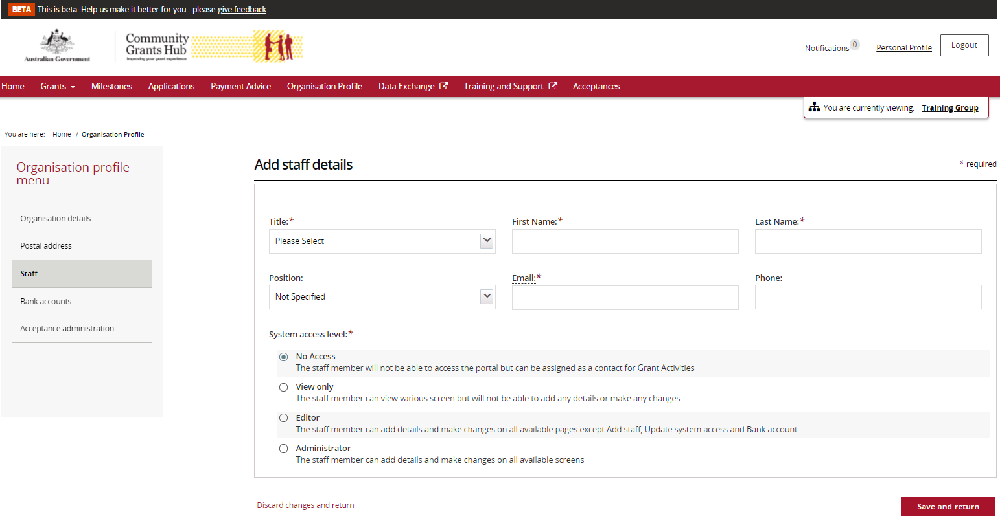 BETA This is beta. Help us make it better for you - please give feedback
Australian Government
Community
Grants Hub
Improving your grant experience
Notifications 0
Personal Profile
Logout
Home Grants Milestones Applications Payment Advice Organisation Profile Data Exchange Training and Support Acceptances
You are currently viewing: Training Group
You are here: Home / Organisation Profile
Organisation profile
menu
Organisation details
Postal address
Staff
Bank accounts
Acceptance administration
Add staff details
* required
Title:* First Name:* Last Name:*
Please Select
Position: Email:* Phone:
Not Specified
System access level:*
No Access
The staff member will not be able to access the portal but can be assigned as a contact for Grant Activities
View only
The staff member can view various screen but will not be able to add any details or make any changes
Editor
The staff member can add details and make changes on all available pages except Add staff, Update system access and Bank account
Administrator
The staff member can add details and make changes on all available screens
Discard changes and return
Save and return